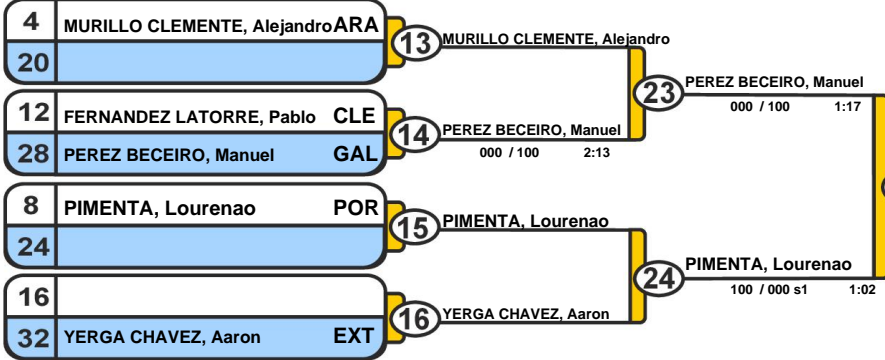 4 MURILLO CLEMENTE, Alejandro ARA
20
13 MURILLO CLEMENTE, Alejandro
12 FERNANDEZ LATORRE, Pablo CLE
28 PEREZ BECEIRO, Manuel GAL
14 PEREZ BECEIRO, Manuel
000 / 100 2:13
23 PEREZ BECEIRO, Manuel
000 / 100 1:17
8 PIMENTA, Lourenao POR
24
15 PIMENTA, Lourenao
16
32 YERGA CHAVEZ, Aaron EXT
16 YERGA CHAVEZ, Aaron
24 PIMENTA, Lourenao
100 / 000 s1 1:02